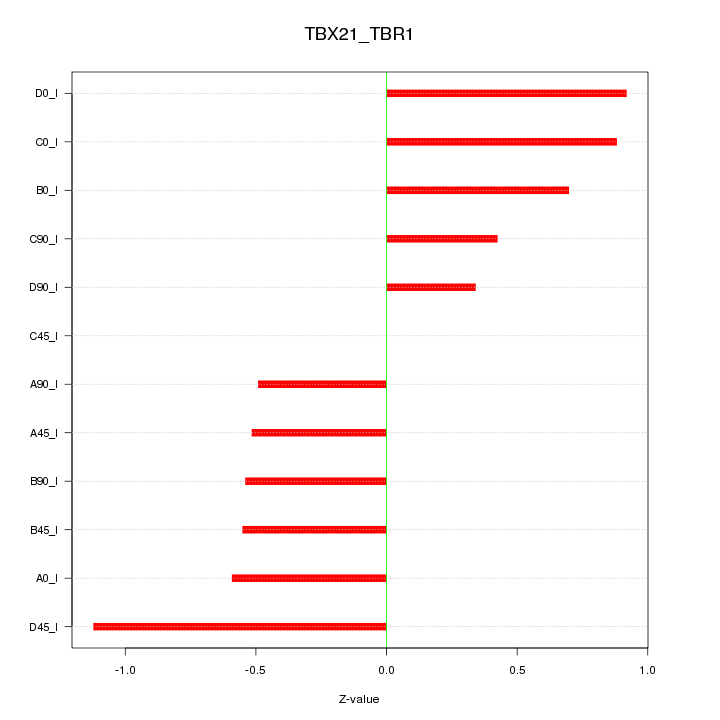 TBX21_TBR1
D0_I
C0_I
B0_I
C90_I
D90_I
C45_I
A90_I
A45_I
B90_I
B45_I
A0_I
D45_I
-1.0 -0.5 0.0 0.5 1.0
Z-value